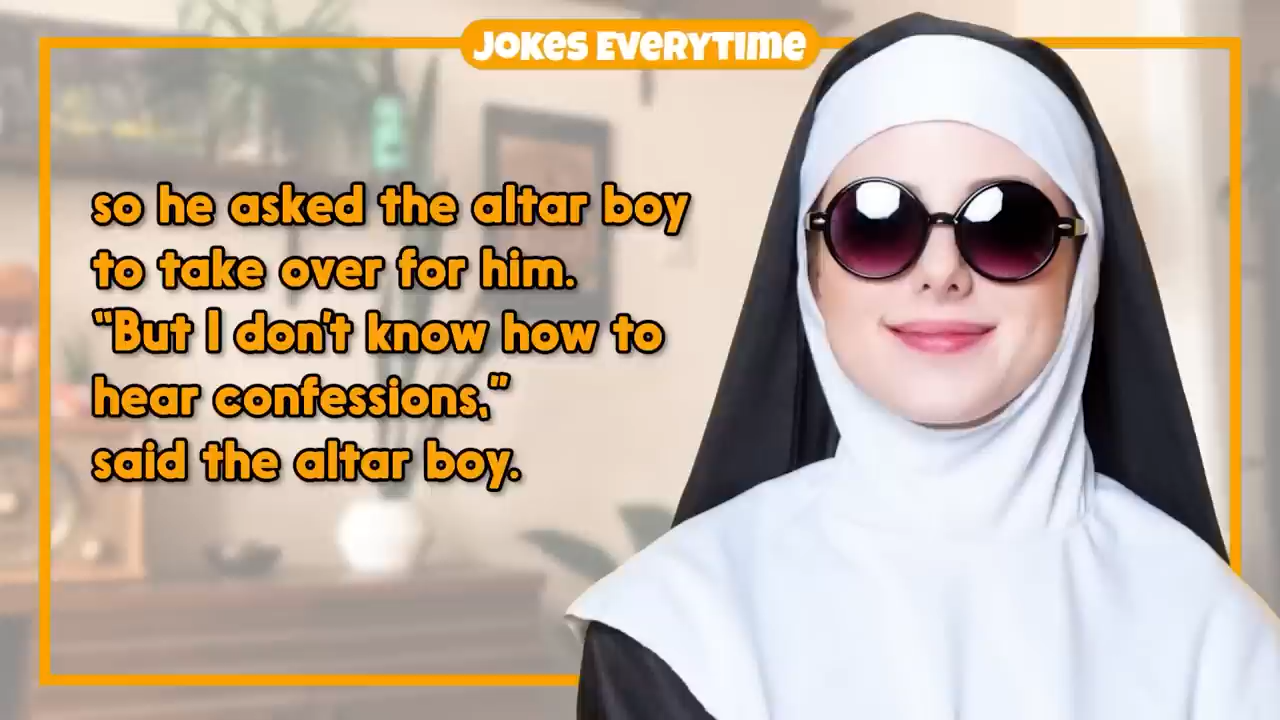 JOKES EVERYTIME
so he asked the altar boy
to take over for him.
“But I don't know how to
hear confessions,”
said the altar boy.